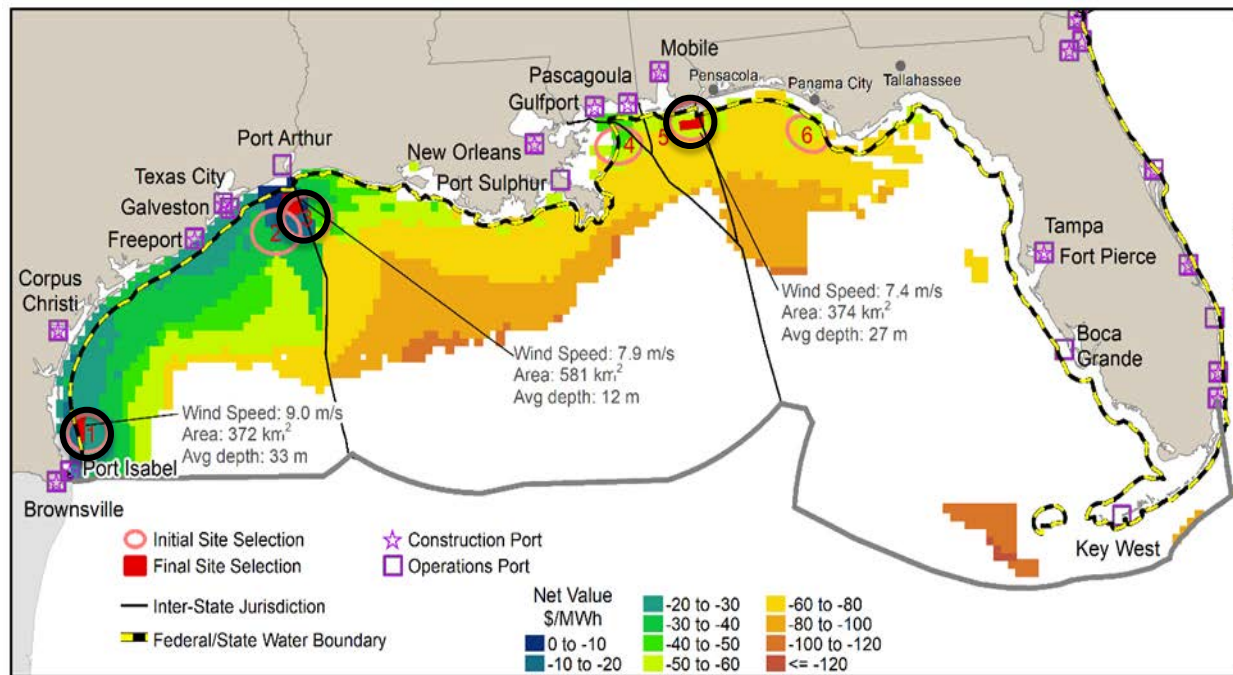 Mobile
Pascagoula
Pensacola
Panama City
Tallahassee
Gulfport
Port Arthur
New Orleans
4
5
6
Texas City
Port Sulphur
Galveston
2
Freeport
Tampa
Fort Pierce
Corpus
Christi
Wind Speed: 7.4 m/s
Area: 374 km²
Avg depth: 27 m
Boca
Grande
Wind Speed: 7.9 m/s
Area: 581 km²
Avg depth: 12 m
Wind Speed: 9.0 m/s
Area: 372 km²
Avg depth: 33 m
1
Port Isabel
Brownsville
Key West
Initial Site Selection
Final Site Selection
Inter-State Jurisdiction
Federal/State Water Boundary
Construction Port
Operations Port
Net Value
$/MWh
0 to -10
-10 to -20
-20 to -30
-30 to -40
-40 to -50
-50 to -60
-60 to -80
-80 to -100
-100 to -120
<= -120